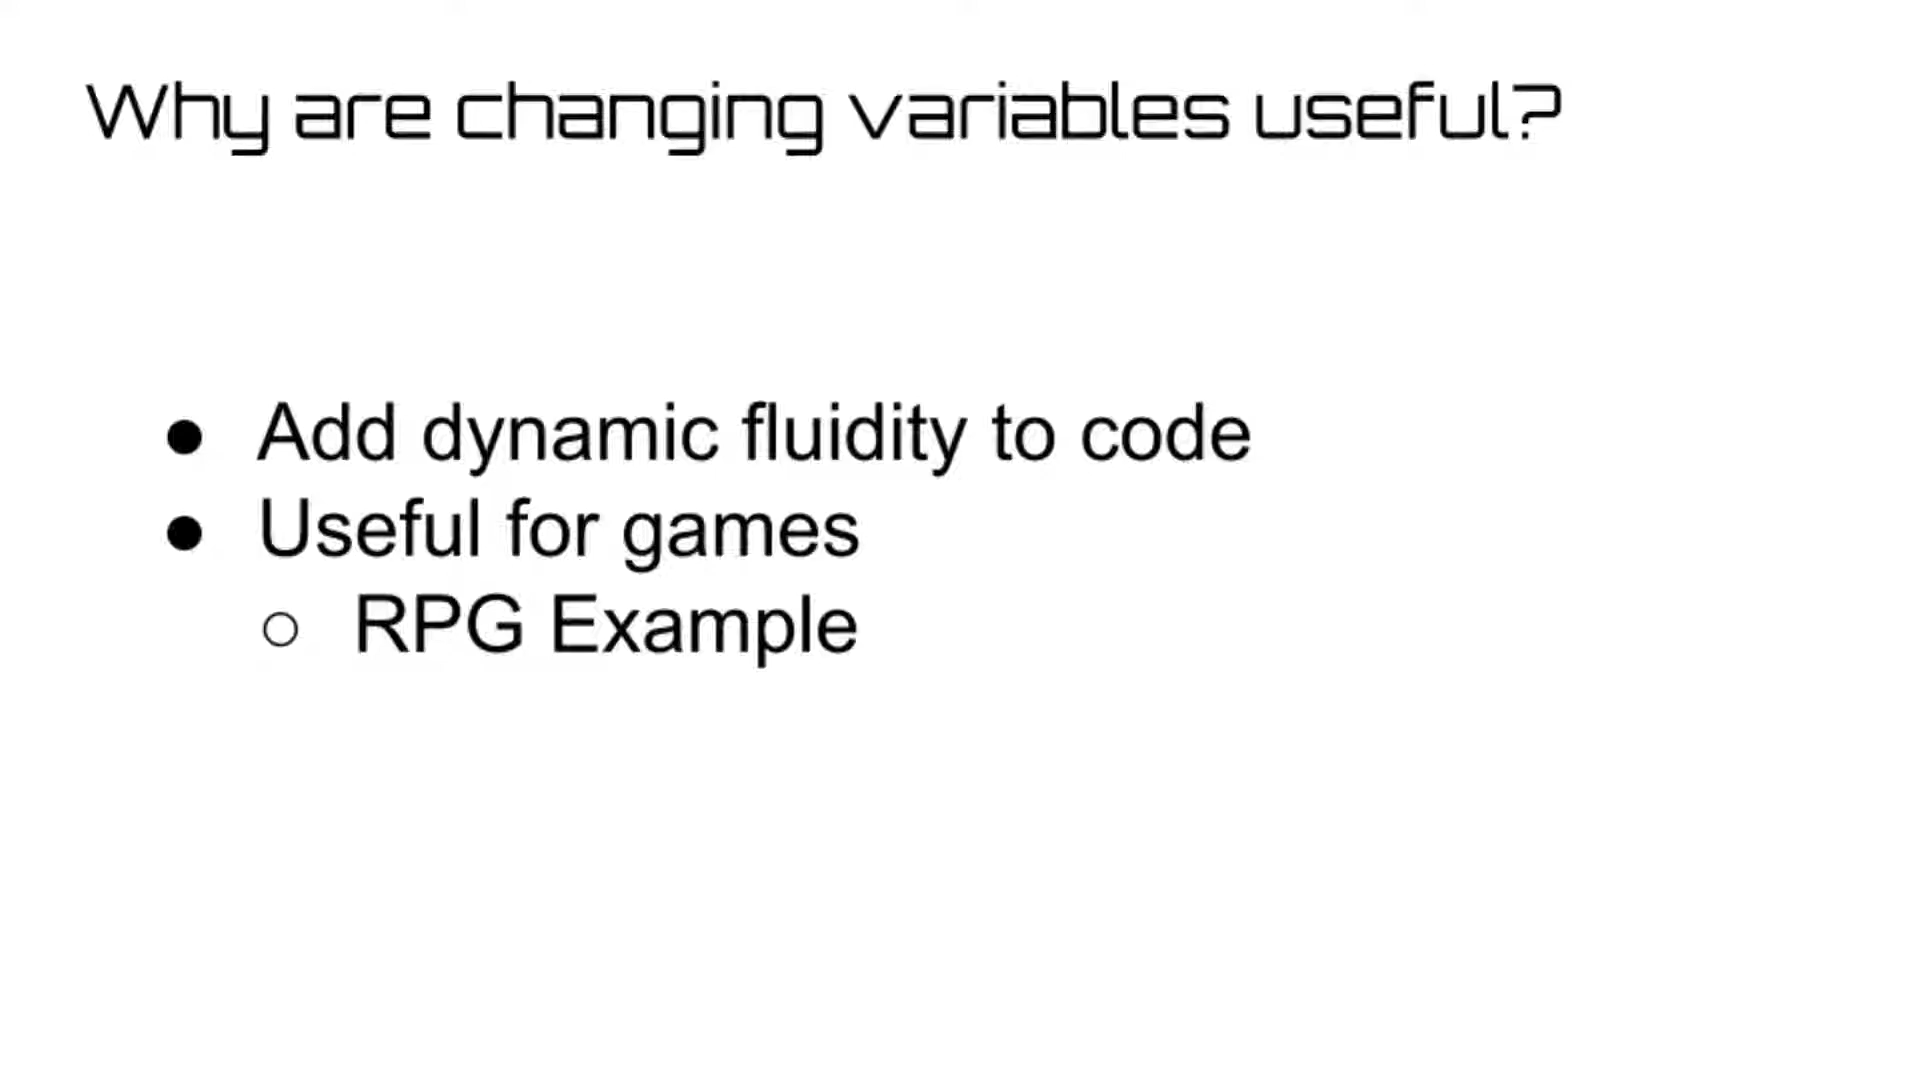 Why are changing variables useful?
● Add dynamic fluidity to code
● Useful for games
○ RPG Example